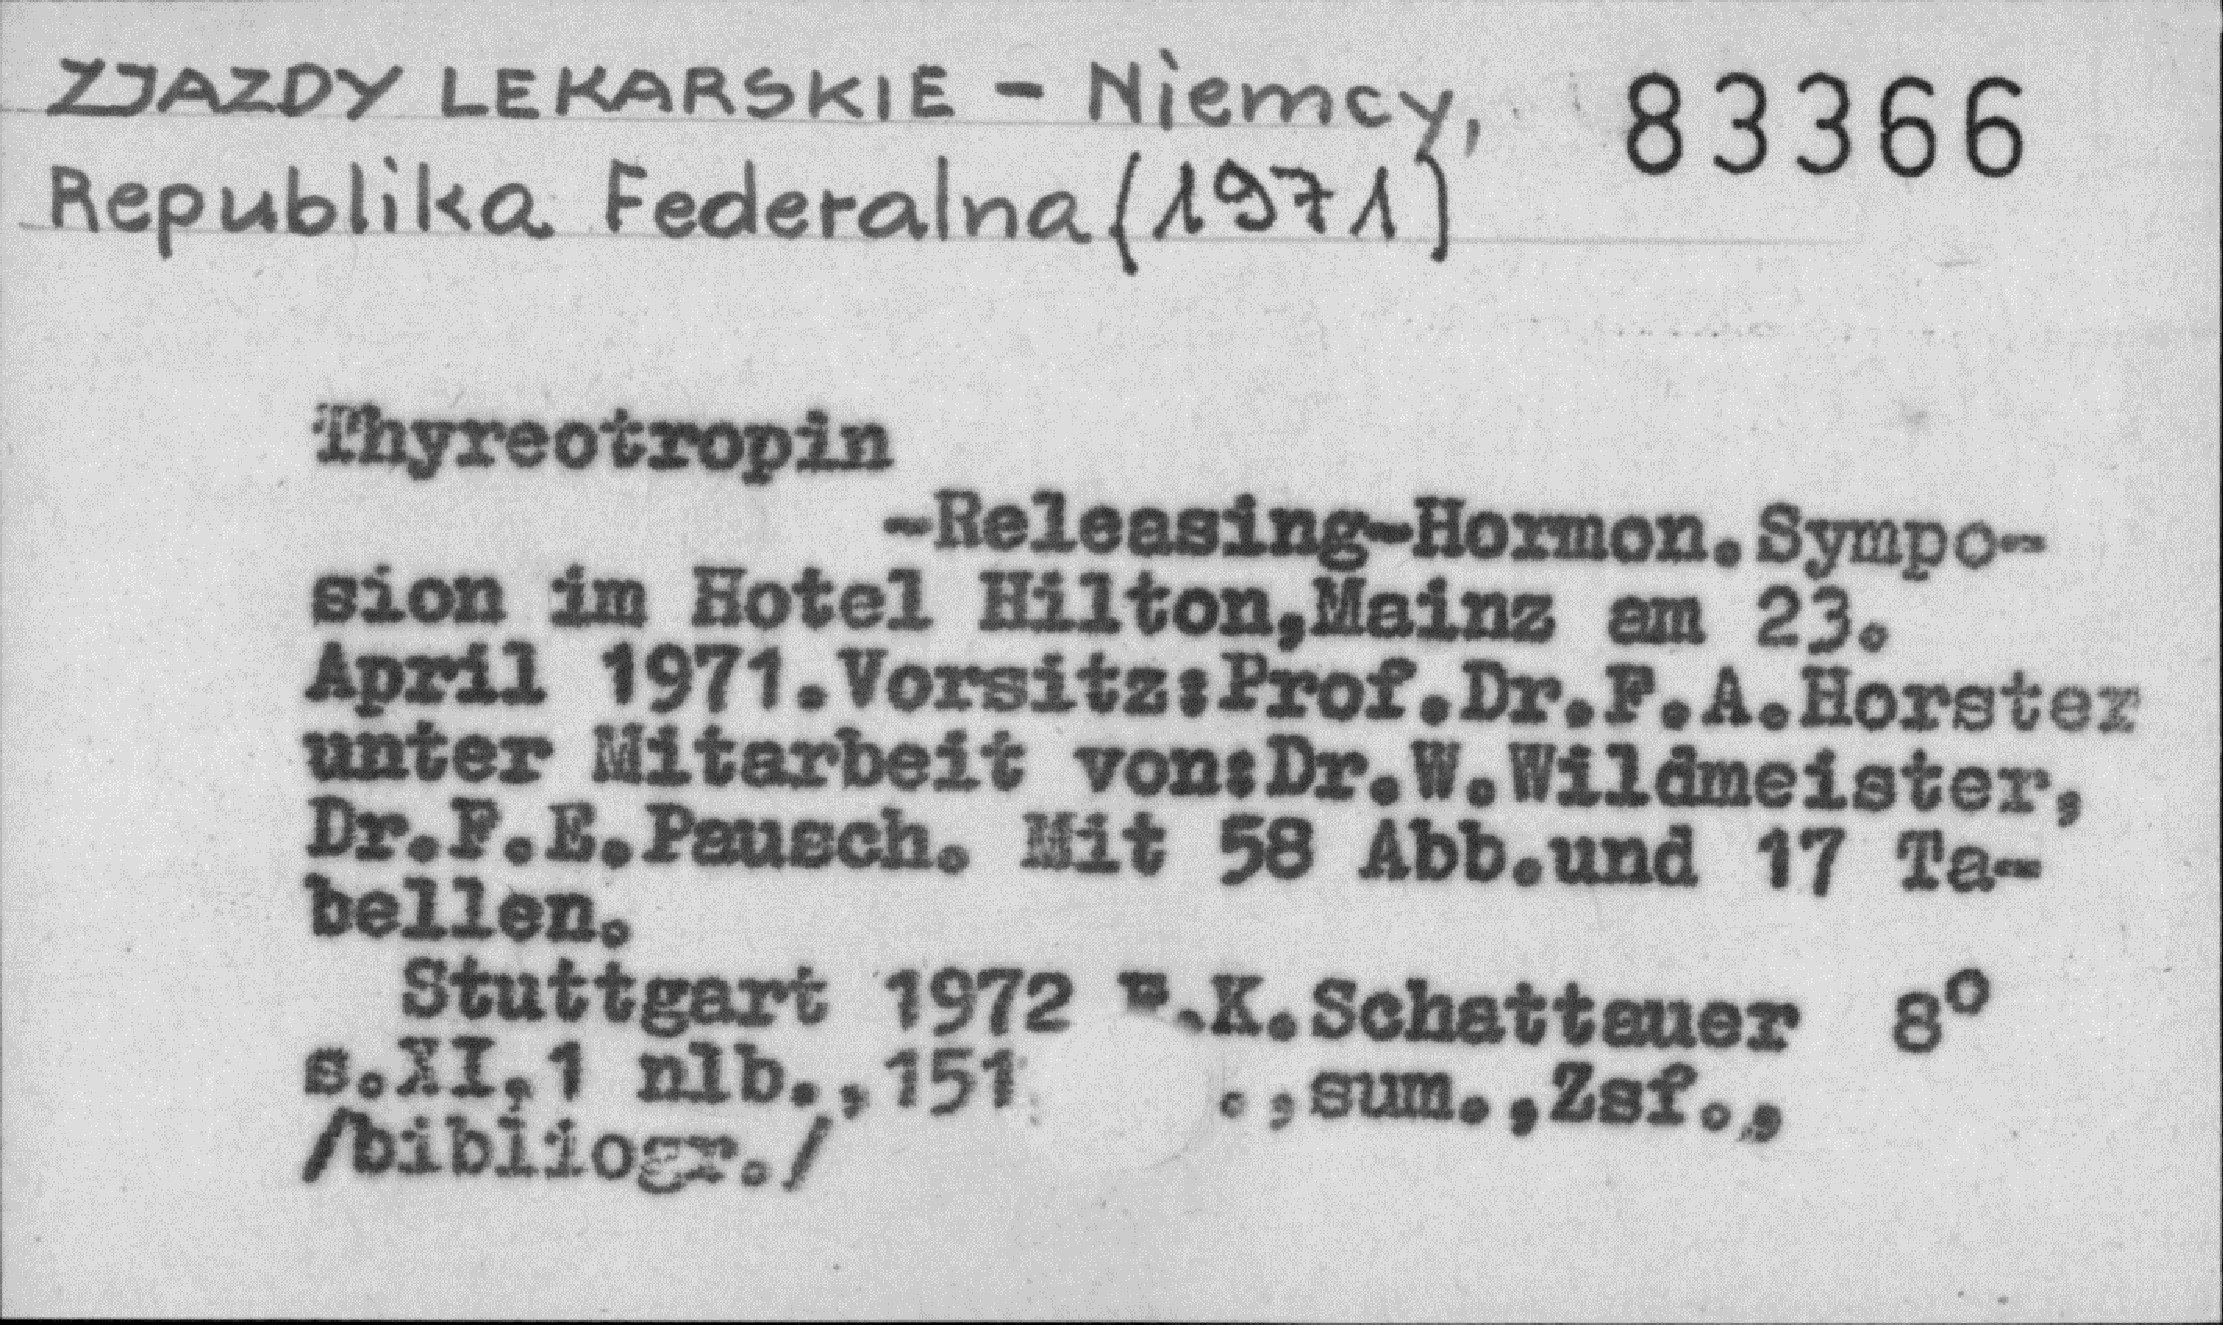 ZJAZDY LEKARSKIE - Niemcy, 83366
Republika Federalna (1971)
Thyreotropin
-Releasing-Hormon.Sympo-
sion im Hotel Hilton,Mainz am 23.
April 1971.Vorsitz:Prof.Dr.F.A.Horster
unter Mitarbeit von:Dr.W.Wildmeister,
Dr.F.E.Pausch. Mit 58 Abb.und 17 Ta-
bellen.
Stuttgart 1972 F.K.Schattauer 8°
s.XI,1 nlb.,151 .,sum.,Zsf.,
/bibliogr./